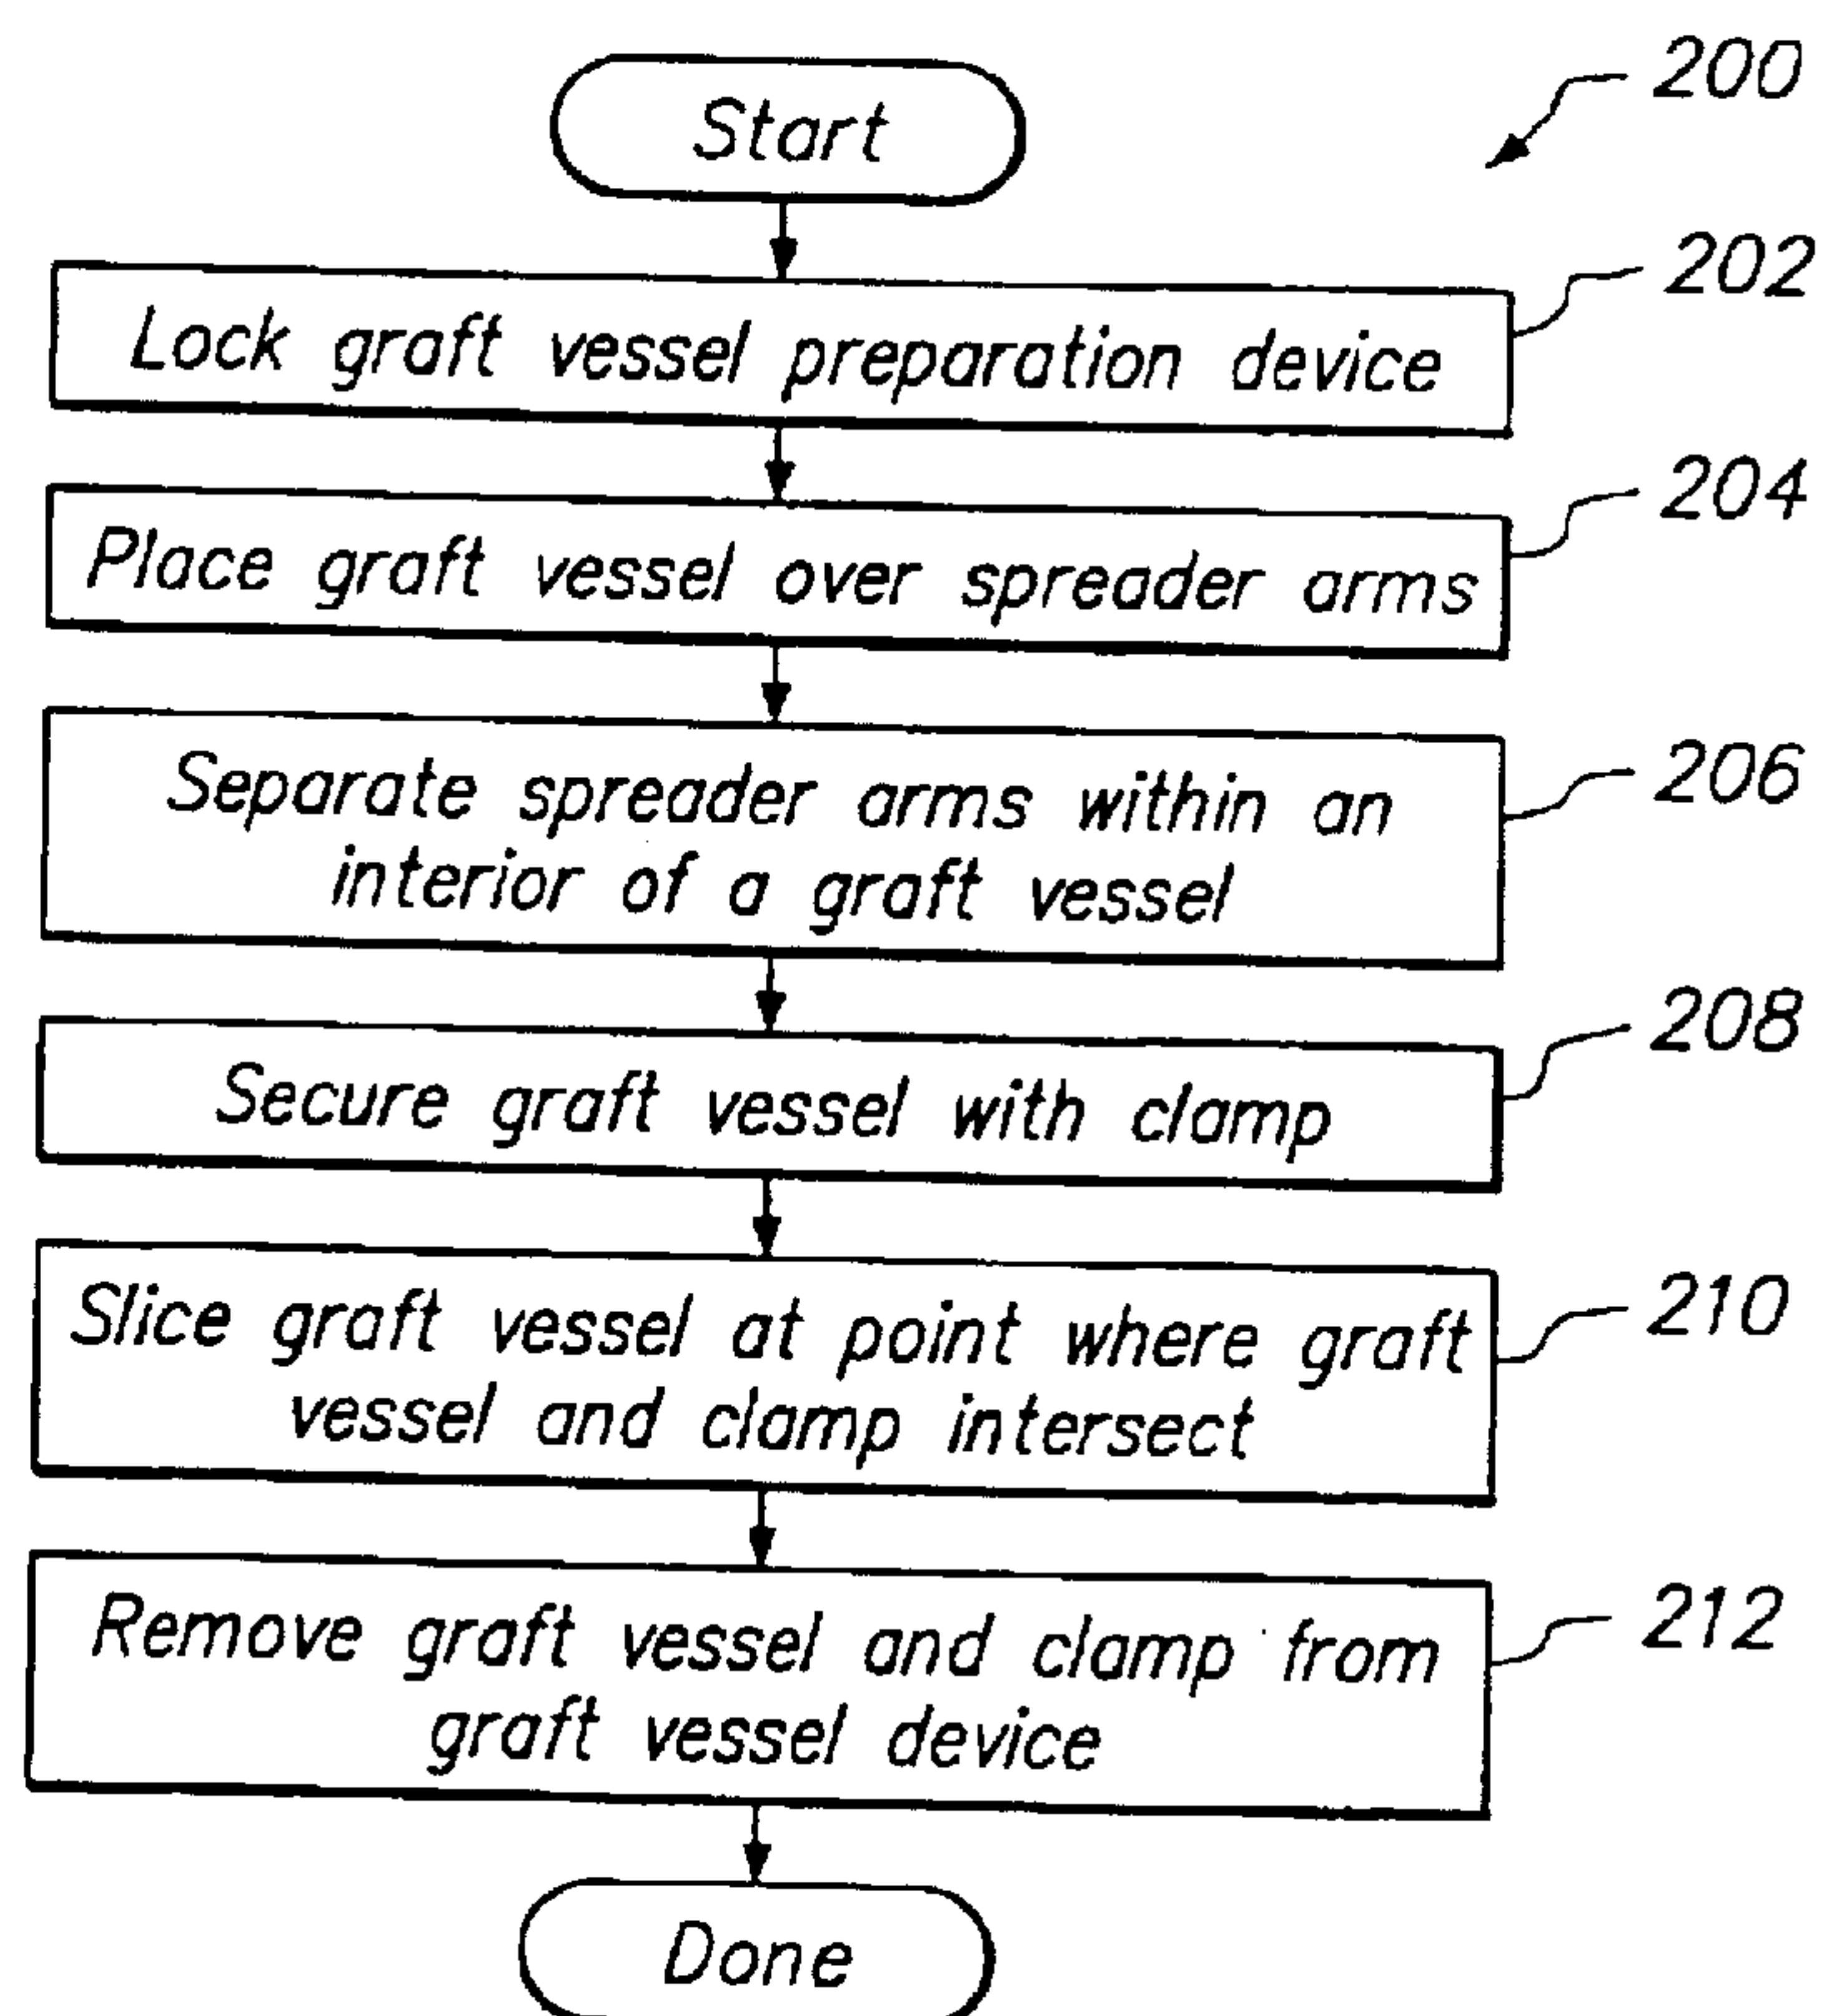 Start
200
Lock graft vessel preparation device
202
Place graft vessel over spreader arms
204
Separate spreader arms within an
interior of a graft vessel
206
Secure graft vessel with clamp
208
Slice graft vessel at point where graft
vessel and clamp intersect
210
Remove graft vessel and clamp from
graft vessel device
212
Done